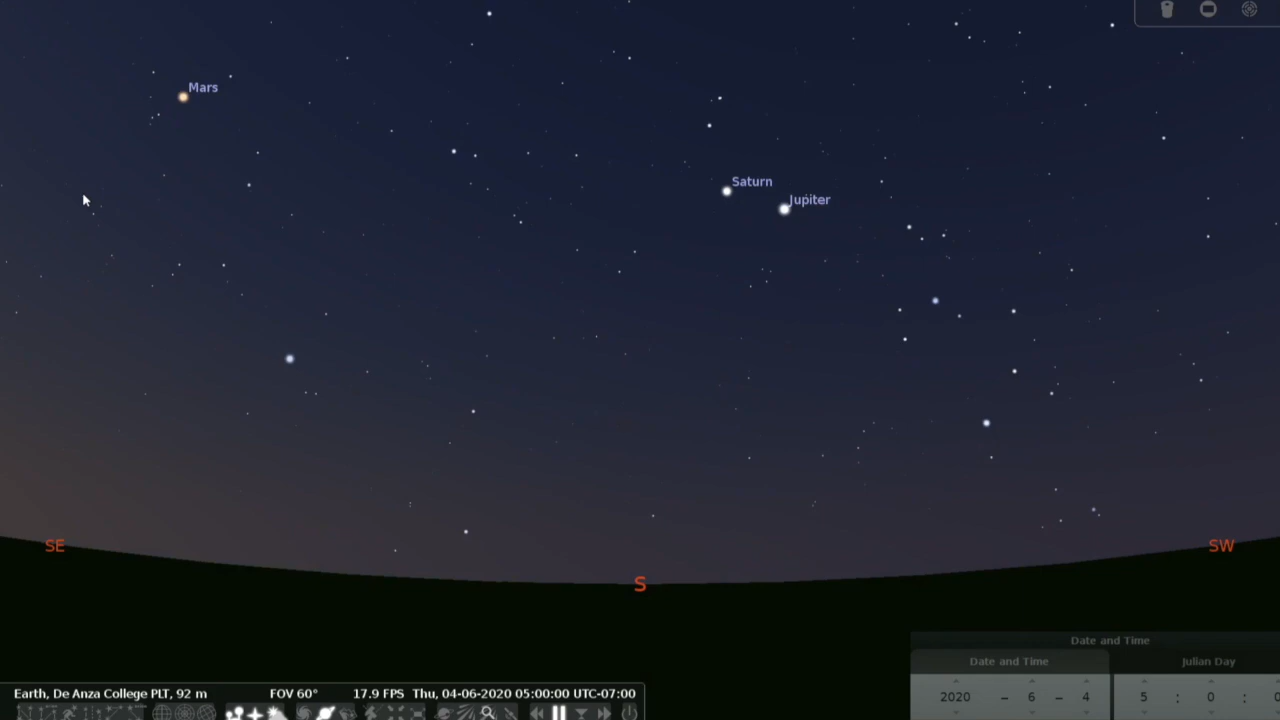 Mars
Saturn
Jupiter
SE
SW
S
Date and Time
Date and Time
Julian Day
Earth, De Anza College PLT, 92 m
FOV 60°
17.9 FPS
Thu, 04-06-2020 05:00:00 UTC-07:00
2020 – 6 – 4
5 : 0 : 0